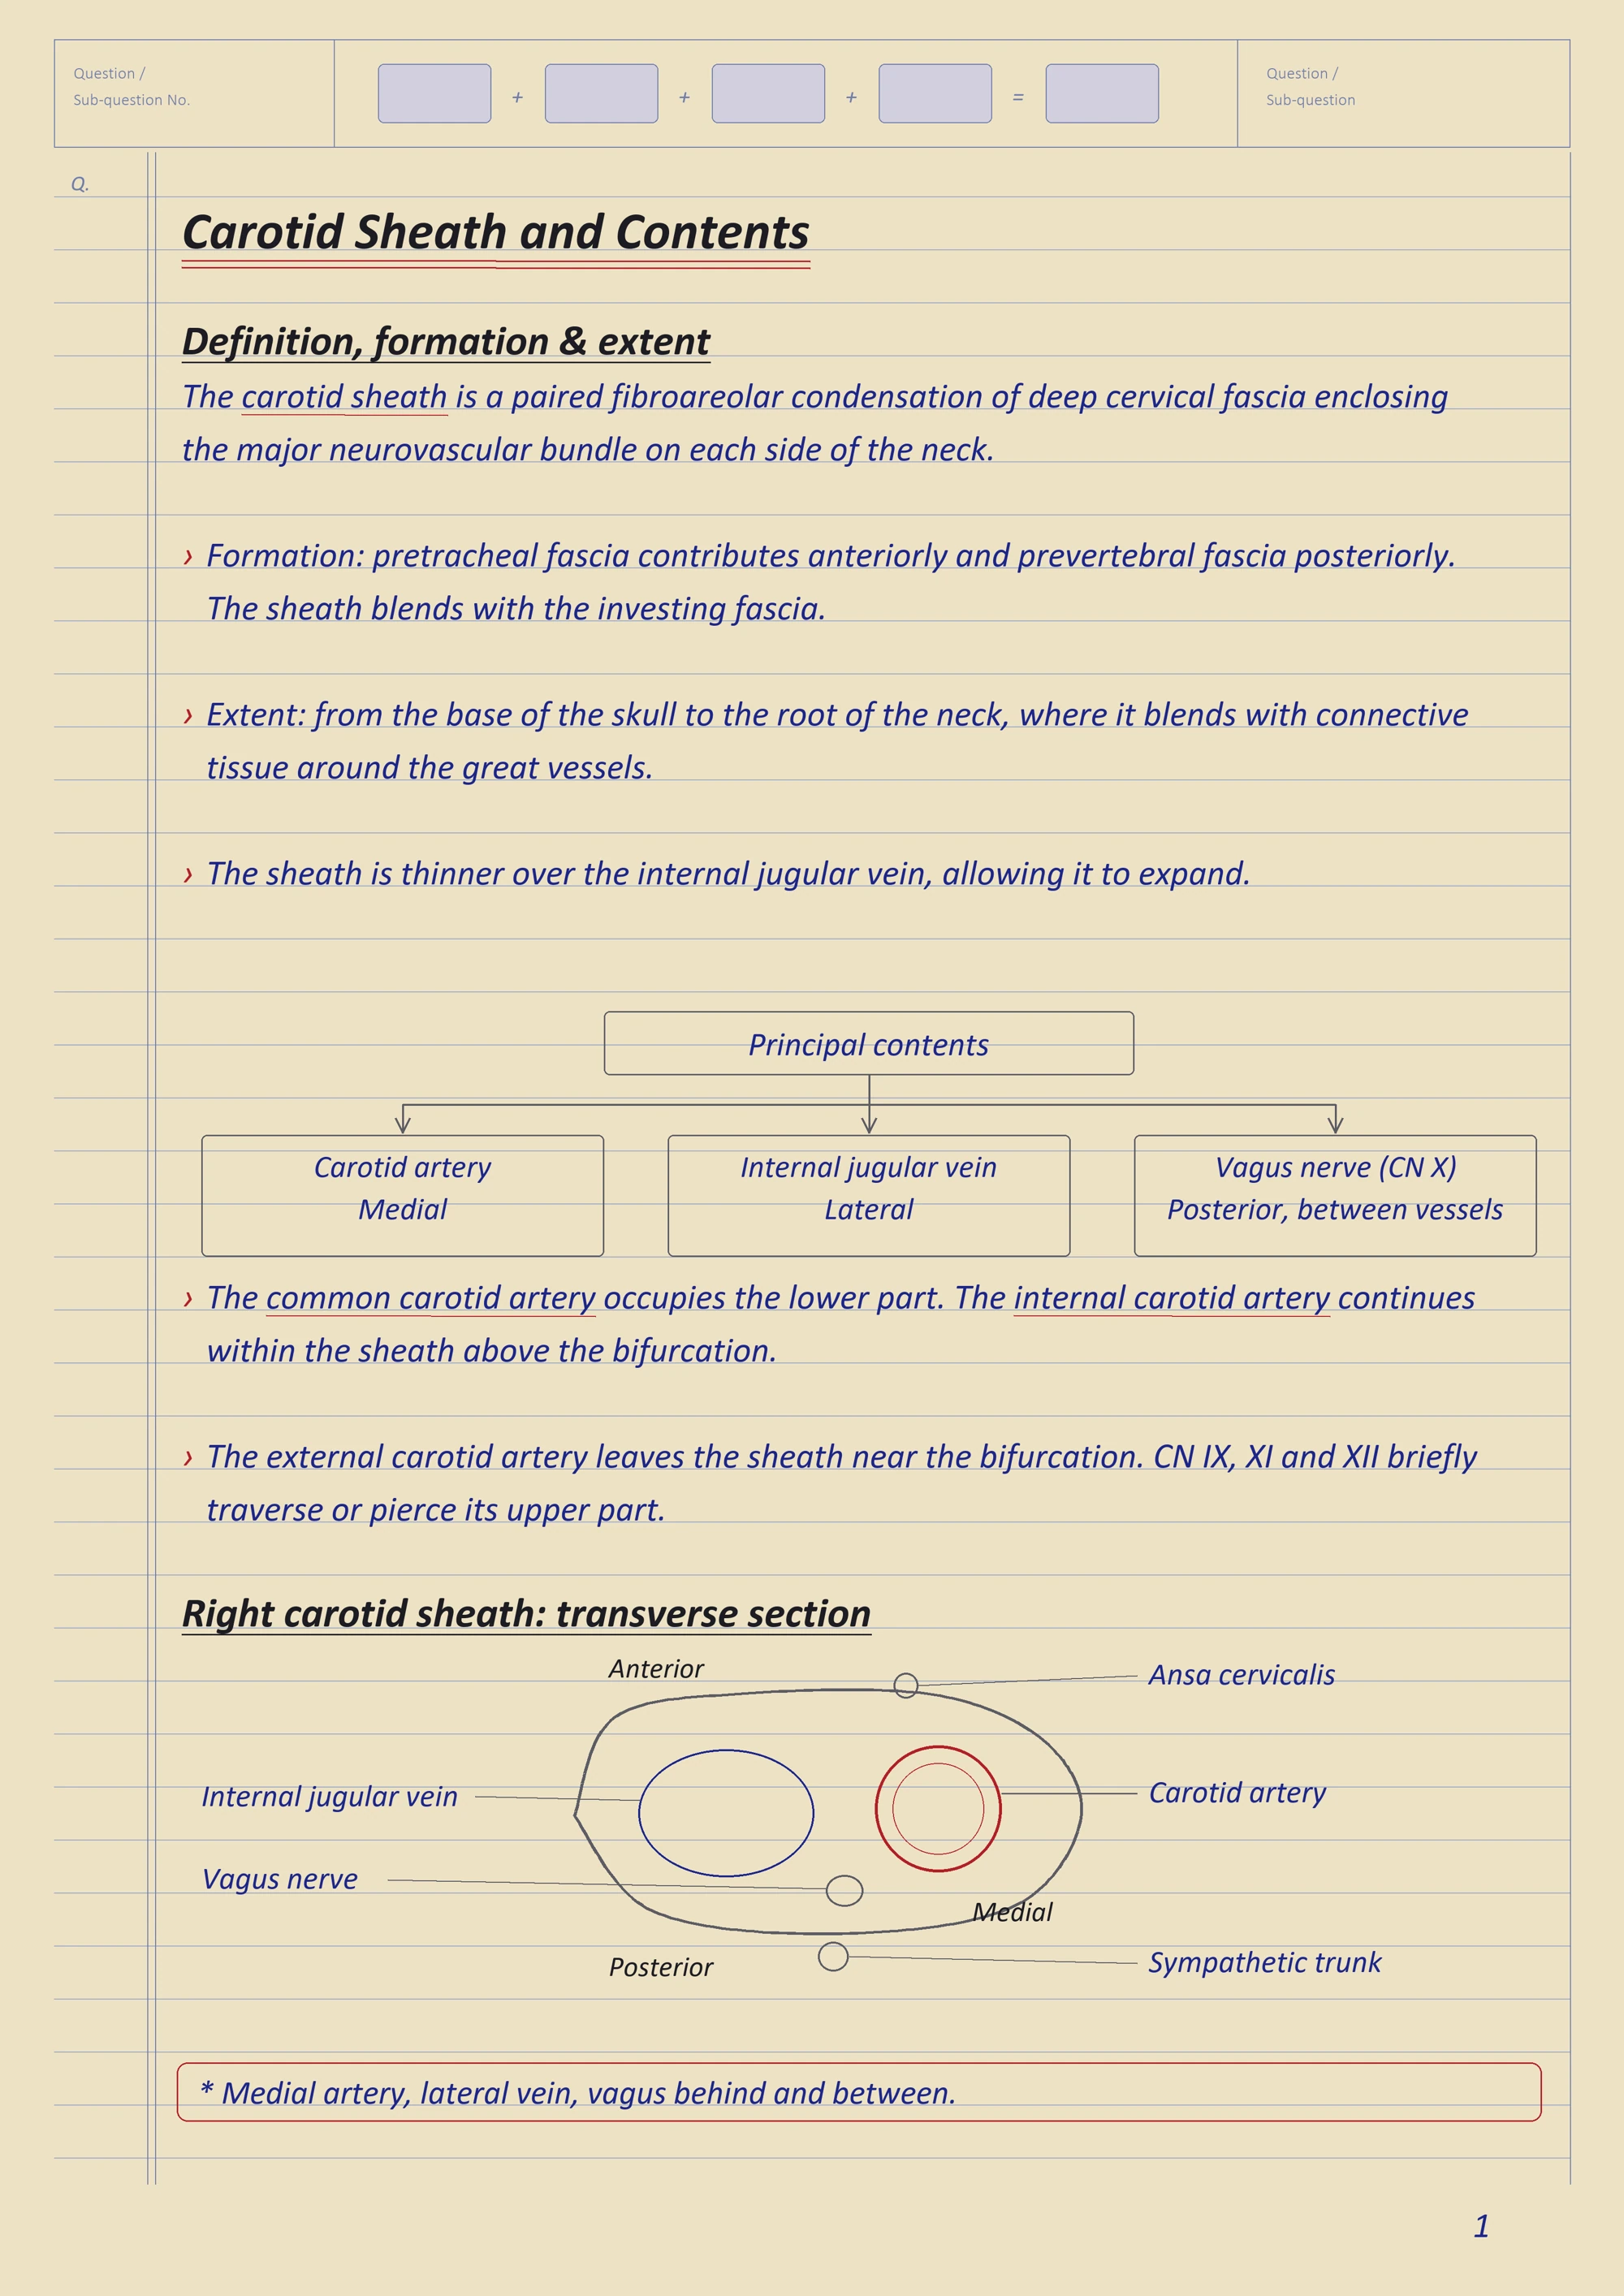 Question /
Sub-question No.
+ + + =
Question /
Sub-question
Q.
Carotid Sheath and Contents
Definition, formation & extent
The carotid sheath is a paired fibroareolar condensation of deep cervical fascia enclosing
the major neurovascular bundle on each side of the neck.
› Formation: pretracheal fascia contributes anteriorly and prevertebral fascia posteriorly.
The sheath blends with the investing fascia.
› Extent: from the base of the skull to the root of the neck, where it blends with connective
tissue around the great vessels.
› The sheath is thinner over the internal jugular vein, allowing it to expand.
Principal contents
Carotid artery
Medial
Internal jugular vein
Lateral
Vagus nerve (CN X)
Posterior, between vessels
› The common carotid artery occupies the lower part. The internal carotid artery continues
within the sheath above the bifurcation.
› The external carotid artery leaves the sheath near the bifurcation. CN IX, XI and XII briefly
traverse or pierce its upper part.
Right carotid sheath: transverse section
Anterior
Ansa cervicalis
Internal jugular vein
Carotid artery
Vagus nerve
Medial
Posterior
Sympathetic trunk
* Medial artery, lateral vein, vagus behind and between.
1